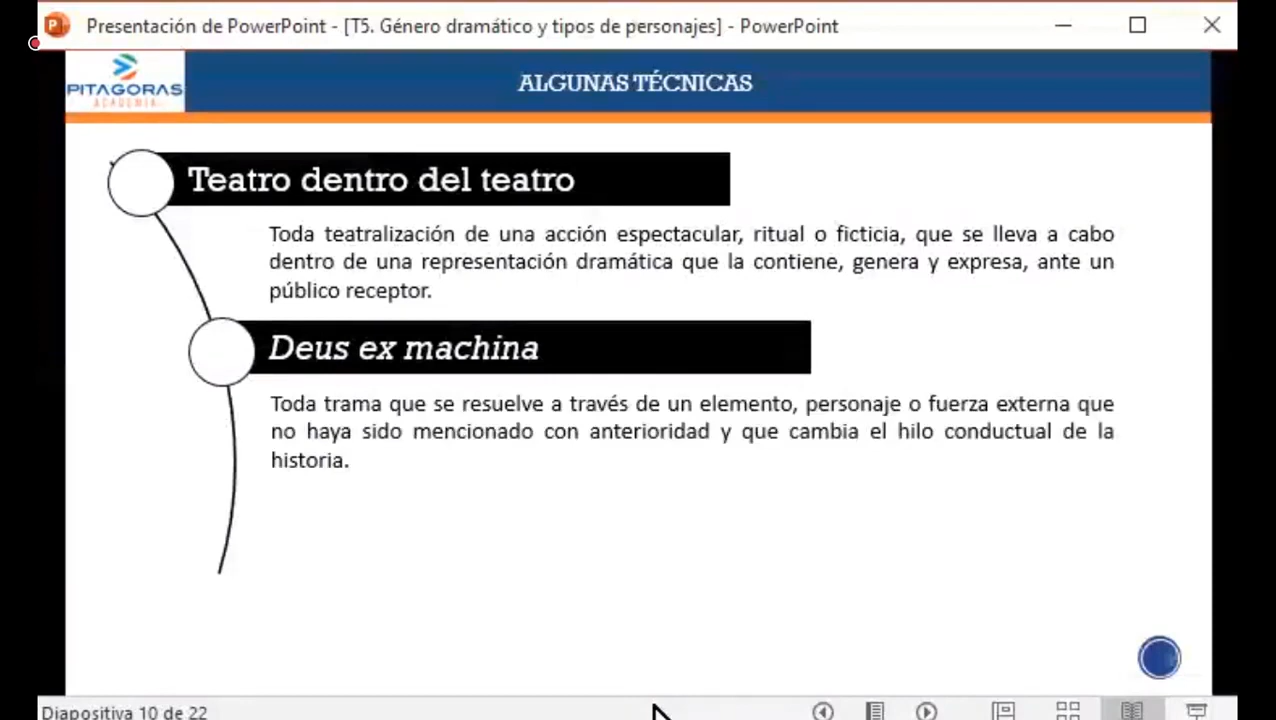 Presentación de PowerPoint - [T5. Género dramático y tipos de personajes] - PowerPoint
PITAGORAS
ACADEMIA
ALGUNAS TÉCNICAS
Teatro dentro del teatro
Toda teatralización de una acción espectacular, ritual o ficticia, que se lleva a cabo
dentro de una representación dramática que la contiene, genera y expresa, ante un
público receptor.
Deus ex machina
Toda trama que se resuelve a través de un elemento, personaje o fuerza externa que
no haya sido mencionado con anterioridad y que cambia el hilo conductual de la
historia.
Diapositiva 10 de 22